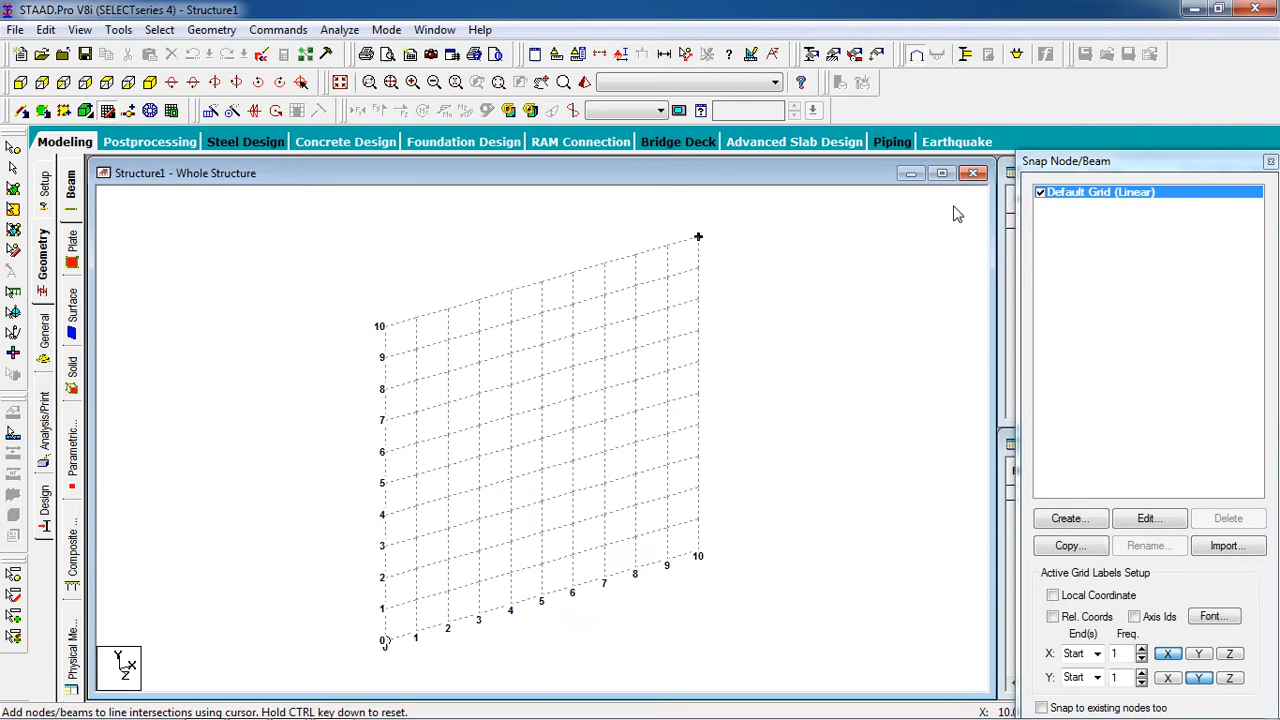 STAAD.Pro V8i (SELECTseries 4) - Structure1
File Edit View Tools Select Geometry Commands Analyze Mode Window Help
Modeling Postprocessing Steel Design Concrete Design Foundation Design RAM Connection Bridge Deck Advanced Slab Design Piping Earthquake
Setup
Geometry
General
Analysis/Print
Design
Beam
Plate
Surface
Solid
Parametric...
Composite ...
Physical Me...
Structure1 - Whole Structure
10
9
8
7
6
5
4
3
2
1
0
1 2 3 4 5 6 7 8 9 10
Y
X
Z
Snap Node/Beam
Default Grid (Linear)
Create... Edit... Delete
Copy... Rename... Import...
Active Grid Labels Setup
Local Coordinate
Rel. Coords Axis Ids Font...
End(s) Freq.
X: Start 1 X Y Z
Y: Start 1 X Y Z
Snap to existing nodes too
Add nodes/beams to line intersections using cursor. Hold CTRL key down to reset.